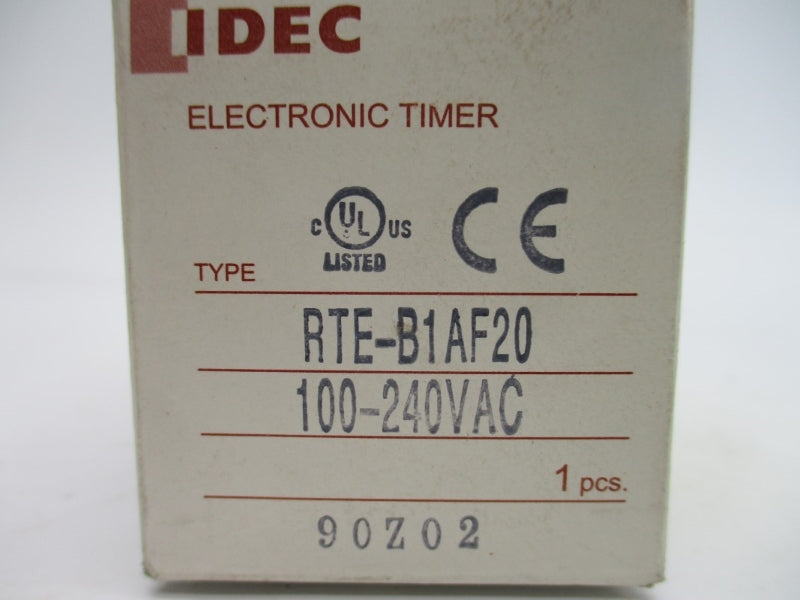 IDEC
ELECTRONIC TIMER
C UL US
LISTED
CE
TYPE
RTE-B1AF20
100-240VAC
1 pcs.
90Z02